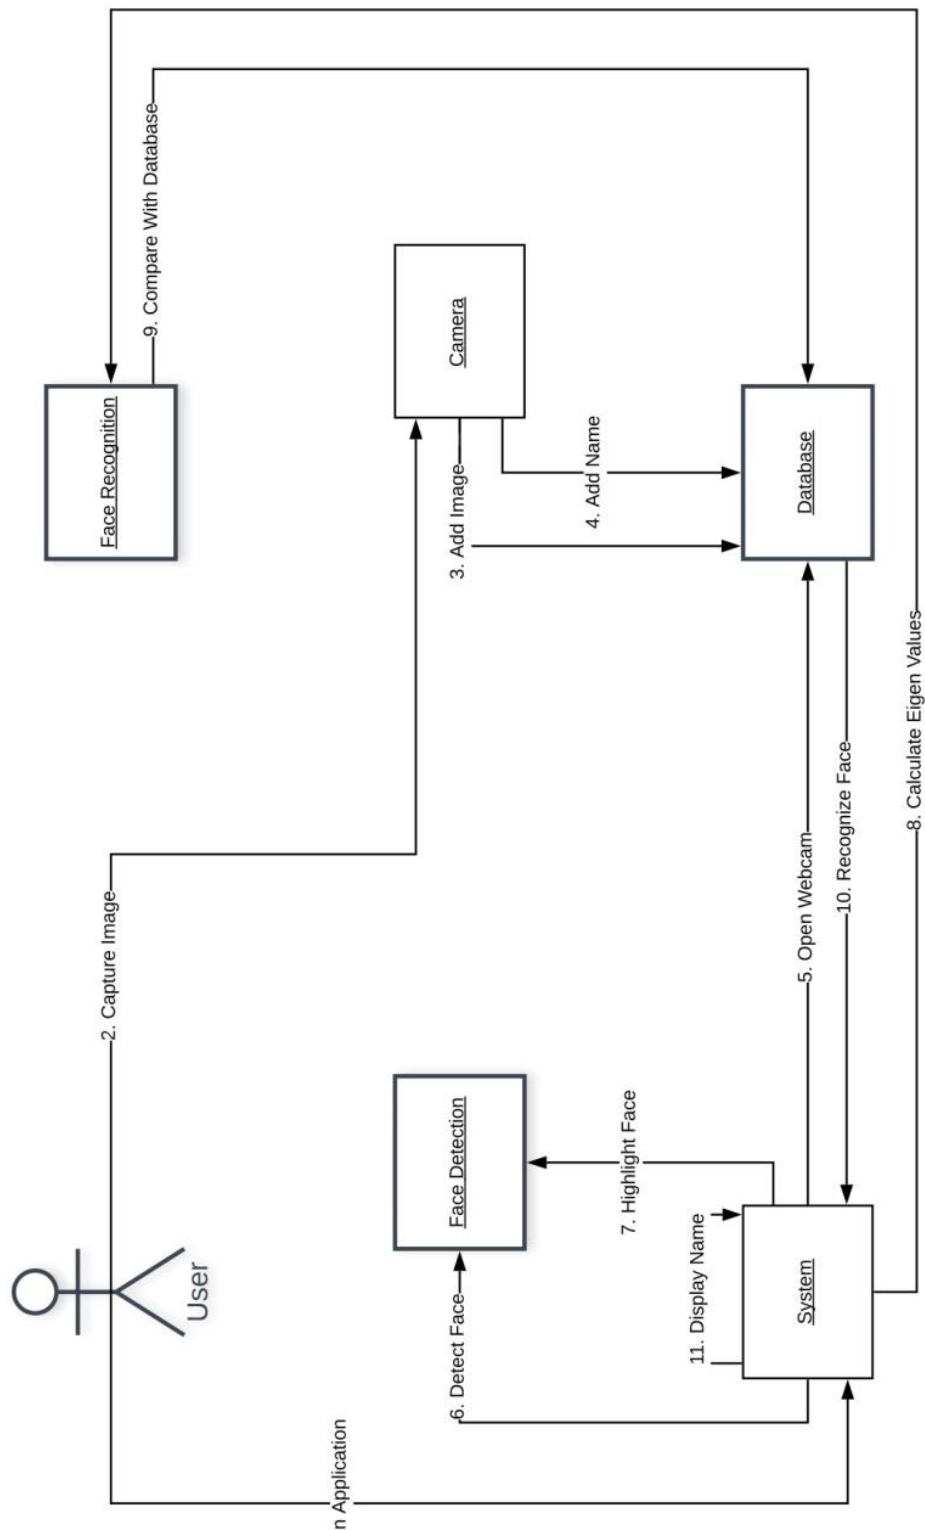 n Application
User
2. Capture Image
Face Recognition
9. Compare With Database
6. Detect Face
Face Detection
3. Add Image
Camera
7. Highlight Face
4. Add Name
11. Display Name
System
5. Open Webcam
Database
10. Recognize Face
8. Calculate Eigen Values